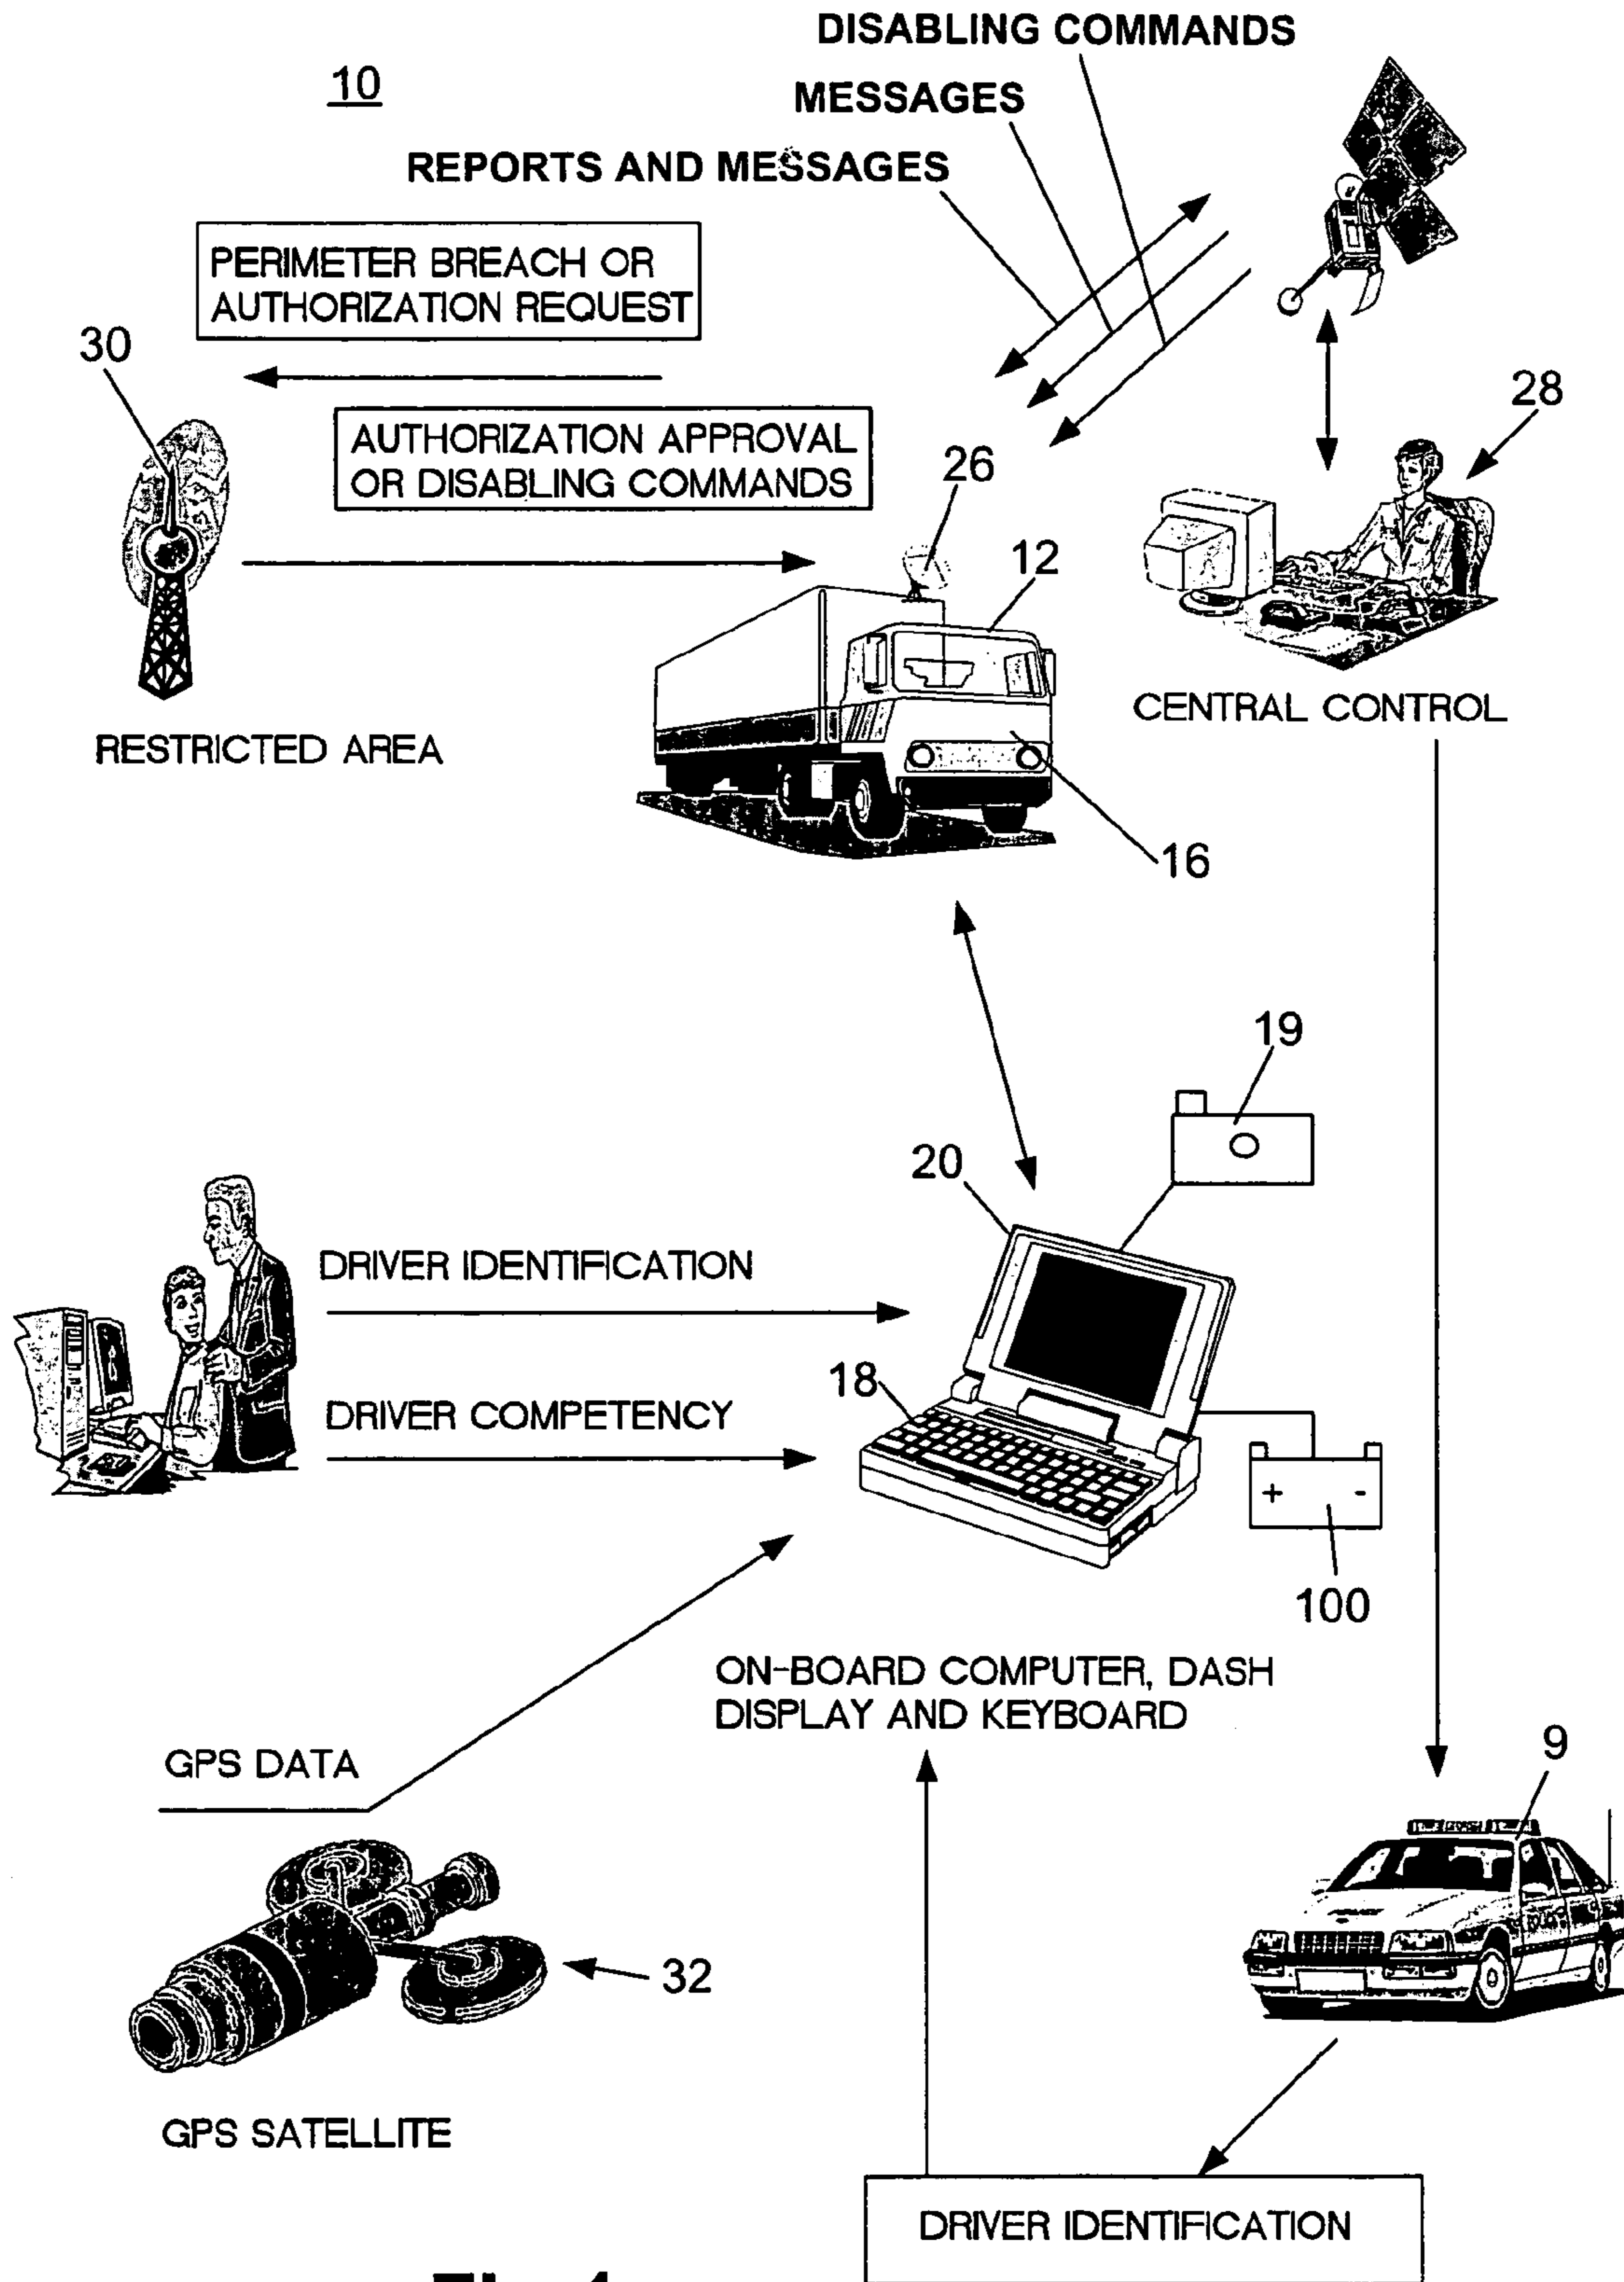 DISABLING COMMANDS
10
MESSAGES
REPORTS AND MESSAGES
PERIMETER BREACH OR
AUTHORIZATION REQUEST
30
28
AUTHORIZATION APPROVAL
OR DISABLING COMMANDS
26
12
CENTRAL CONTROL
RESTRICTED AREA
16
19
20
DRIVER IDENTIFICATION
18
DRIVER COMPETENCY
+ -
100
ON-BOARD COMPUTER, DASH
DISPLAY AND KEYBOARD
GPS DATA
9
32
GPS SATELLITE
DRIVER IDENTIFICATION